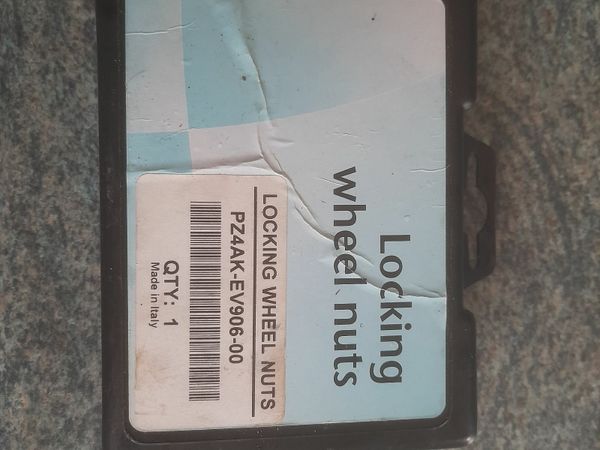 Locking
wheel nuts
LOCKING WHEEL NUTS
PZ4AK-EV906-00
QTY: 1
Made in Italy